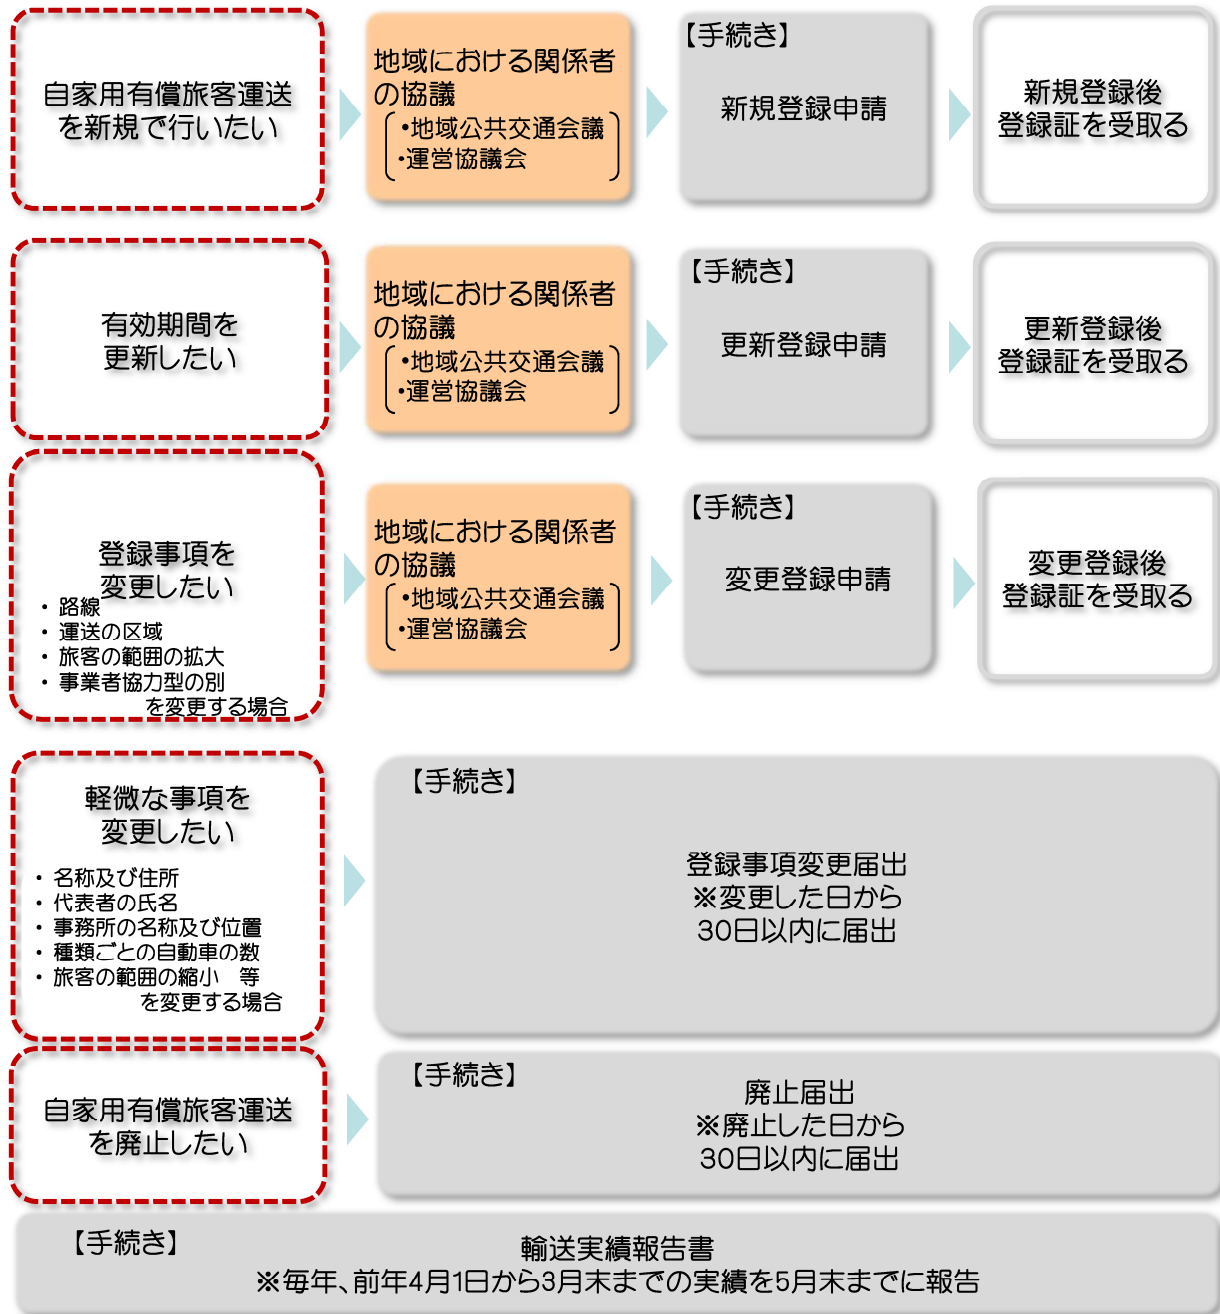 自家用有償旅客運送
を新規で行いたい
地域における関係者
の協議
・地域公共交通会議
・運営協議会
【手続き】
新規登録申請
新規登録後
登録証を受取る
有効期間を
更新したい
地域における関係者
の協議
・地域公共交通会議
・運営協議会
【手続き】
更新登録申請
更新登録後
登録証を受取る
登録事項を
変更したい
・ 路線
・ 運送の区域
・ 旅客の範囲の拡大
・ 事業者協力型の別
を変更する場合
地域における関係者
の協議
・地域公共交通会議
・運営協議会
【手続き】
変更登録申請
変更登録後
登録証を受取る
軽微な事項を
変更したい
・ 名称及び住所
・ 代表者の氏名
・ 事務所の名称及び位置
・ 種類ごとの自動車の数
・ 旅客の範囲の縮小　等
を変更する場合
【手続き】
登録事項変更届出
※変更した日から
30日以内に届出
自家用有償旅客運送
を廃止したい
【手続き】
廃止届出
※廃止した日から
30日以内に届出
【手続き】
輸送実績報告書
※毎年、前年4月1日から3月末までの実績を5月末までに報告